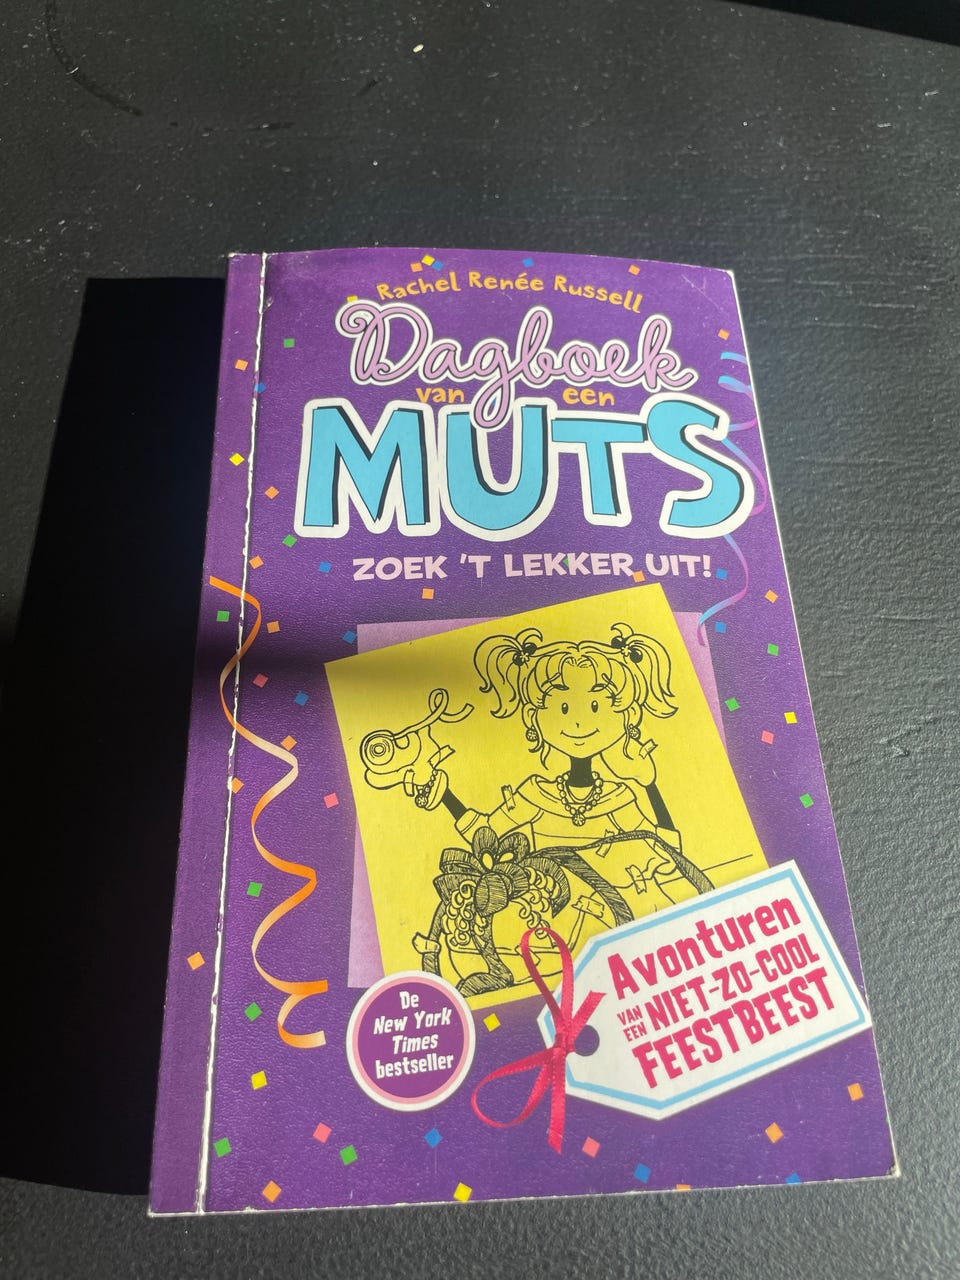 Rachel Renée Russell
Dagboek
van een
MUTS
ZOEK 'T LEKKER UIT!
Avonturen
VAN EEN NIET-ZO-COOL
FEESTBEEST
De
New York
Times
bestseller